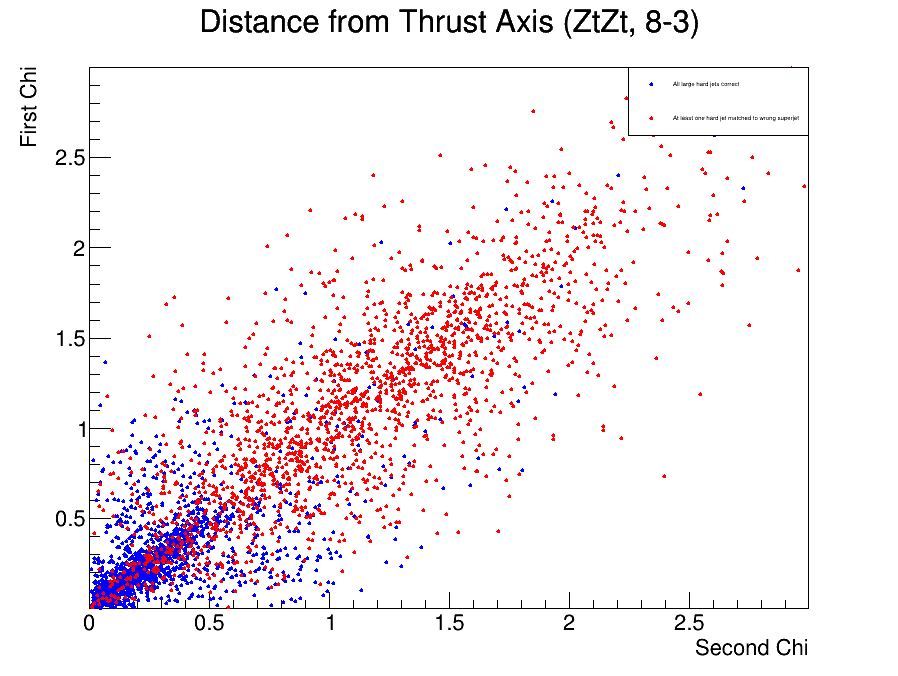 Distance from Thrust Axis (ZtZt, 8-3)
First Chi
All large hard jets correct
At least one hard jet matched to wrong superjet
2.5
2
1.5
1
0.5
0 0.5 1 1.5 2 2.5
Second Chi